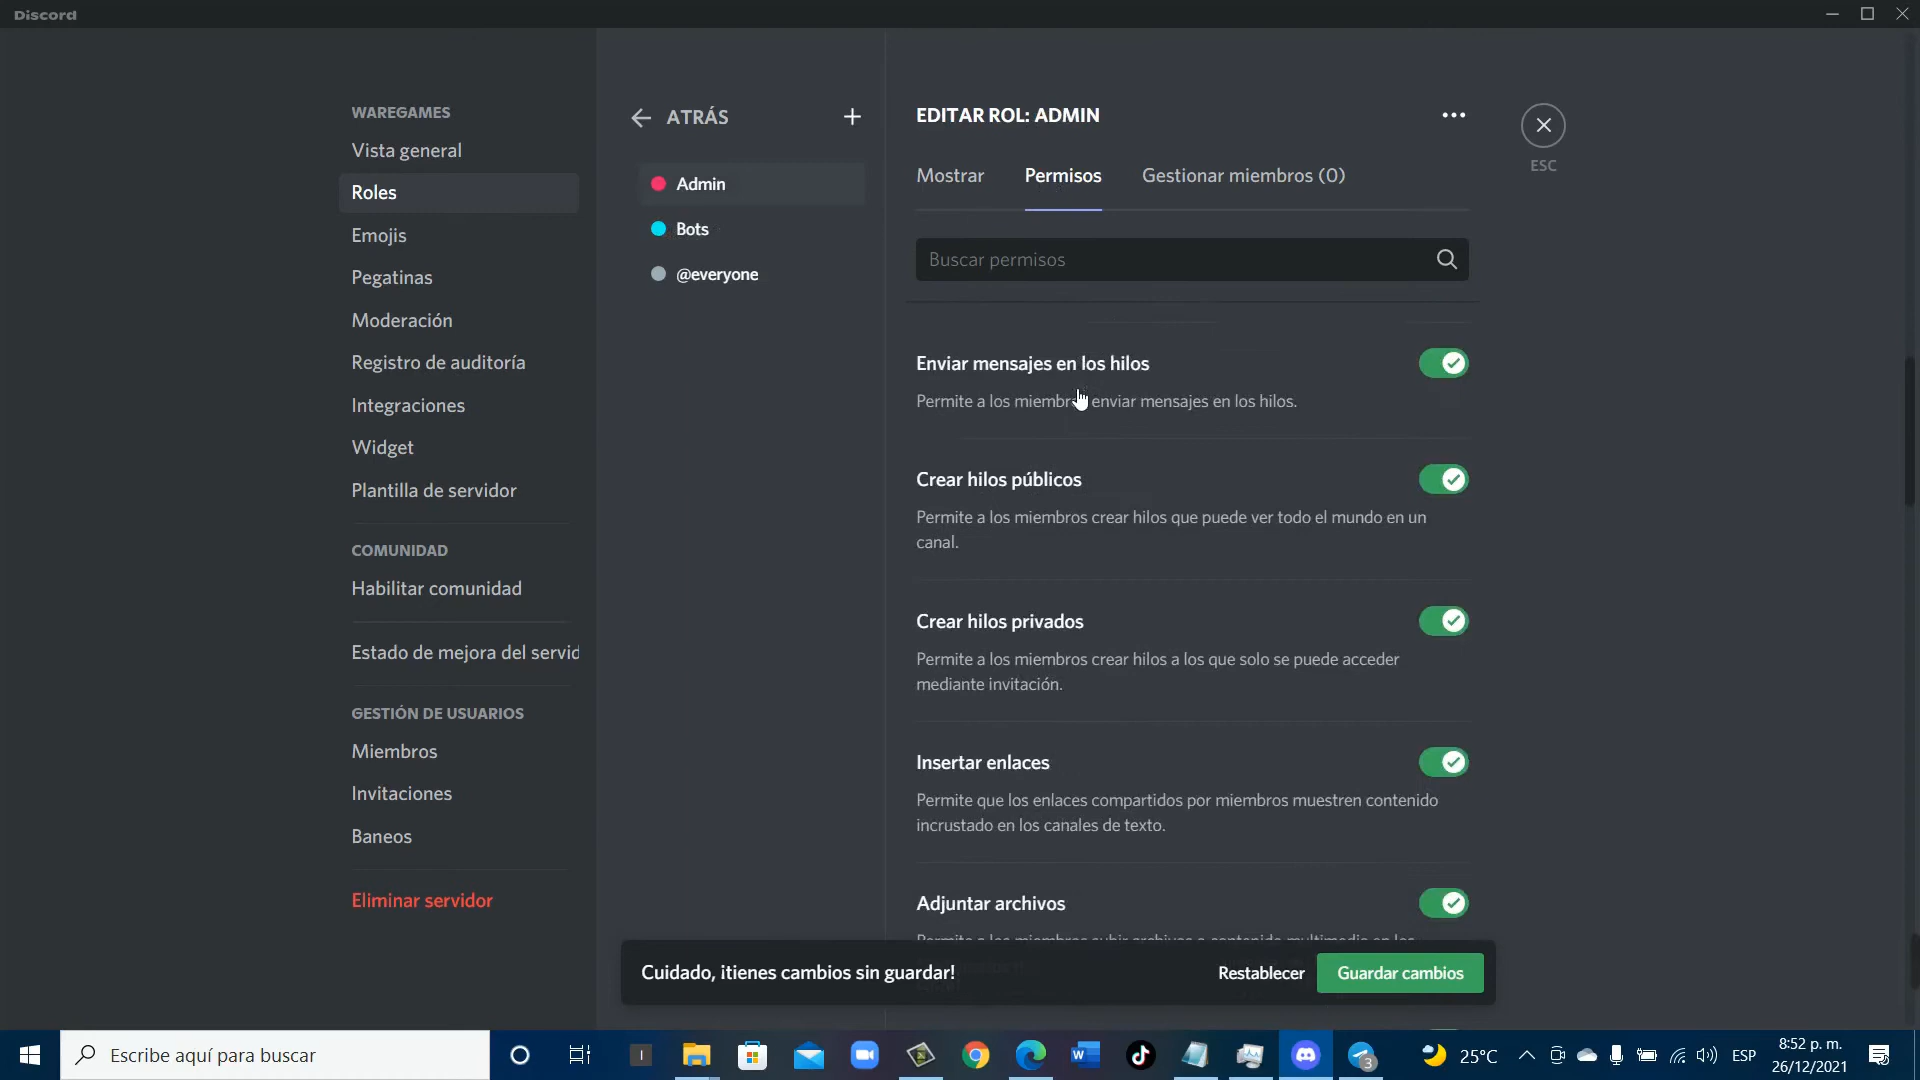 Discord
WAREGAMES
Vista general
Roles
Emojis
Pegatinas
Moderación
Registro de auditoría
Integraciones
Widget
Plantilla de servidor
COMUNIDAD
Habilitar comunidad
Estado de mejora del servid
GESTIÓN DE USUARIOS
Miembros
Invitaciones
Baneos
Eliminar servidor
ATRÁS
Admin
Bots
@everyone
EDITAR ROL: ADMIN
ESC
Mostrar Permisos Gestionar miembros (0)
Buscar permisos
Enviar mensajes en los hilos
Permite a los miembr enviar mensajes en los hilos.
Crear hilos públicos
Permite a los miembros crear hilos que puede ver todo el mundo en un
canal.
Crear hilos privados
Permite a los miembros crear hilos a los que solo se puede acceder
mediante invitación.
Insertar enlaces
Permite que los enlaces compartidos por miembros muestren contenido
incrustado en los canales de texto.
Adjuntar archivos
Cuidado, ¡tienes cambios sin guardar! Restablecer Guardar cambios
Escribe aquí para buscar
3
25°C
ESP
8:52 p. m.
26/12/2021